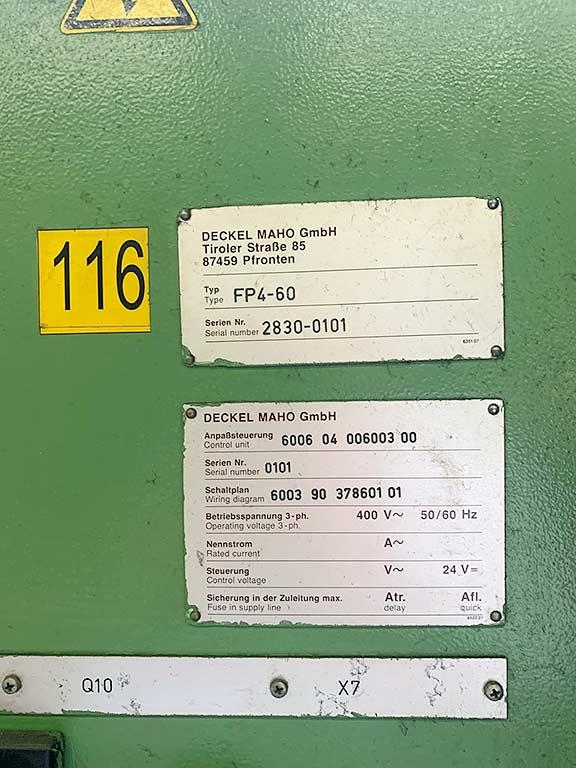 116
DECKEL MAHO GmbH
Tiroler Straße 85
87459 Pfronten
Typ
Type FP4-60
Serien Nr.
Serial number 2830-0101
DECKEL MAHO GmbH
Anpaßsteuerung
Control unit 6006 04 006003 00
Serien Nr.
Serial number 0101
Schaltplan
Wiring diagram 6003 90 378601 01
Betriebsspannung 3-ph. 400 V~ 50/60 Hz
Operating voltage 3-ph.
Nennstrom A~
Rated current
Steuerung V~ 24 V=
Control voltage
Sicherung in der Zuleitung max. Atr. Afl.
Fuse in supply line delay quick
Q10 X7